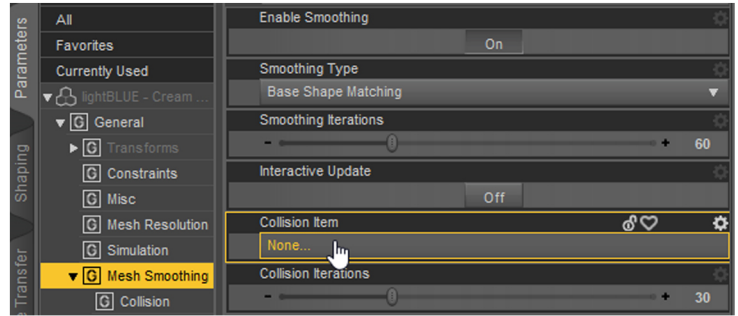 Parameters
Shaping
Transfer
All
Favorites
Currently Used
lightBLUE - Cream ...
General
Transforms
Constraints
Misc
Mesh Resolution
Simulation
Mesh Smoothing
Collision
Enable Smoothing
On
Smoothing Type
Base Shape Matching
Smoothing Iterations
- + 60
Interactive Update
Off
Collision Item
None...
Collision Iterations
- + 30